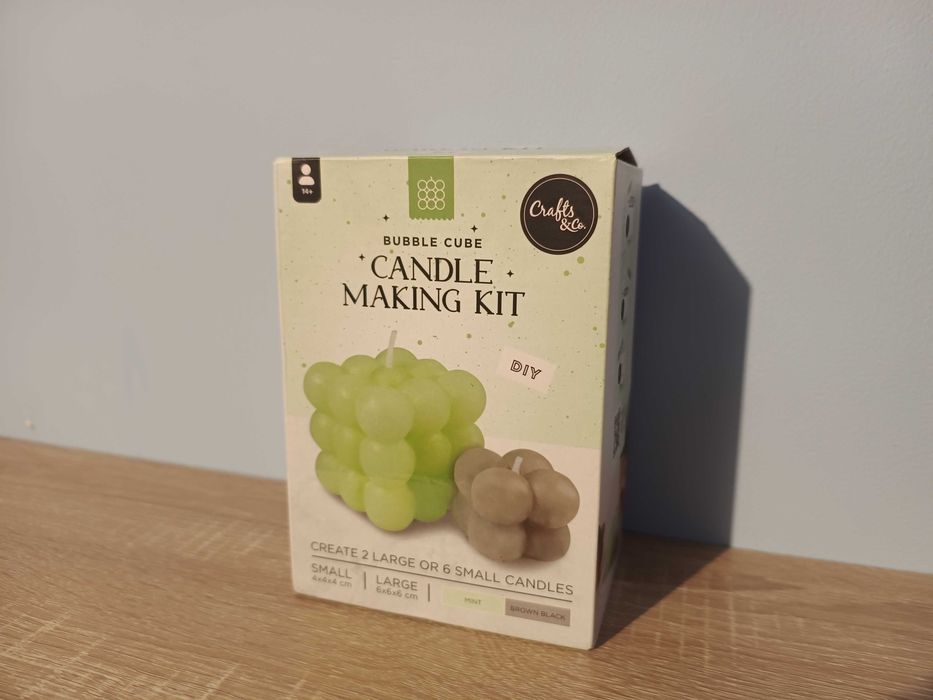 14+
Crafts
&Co.
BUBBLE CUBE
CANDLE
MAKING KIT
DIY
CREATE 2 LARGE OR 6 SMALL CANDLES
SMALL
4x4x4 cm
LARGE
6x6x6 cm
MINT
BROWN BLACK